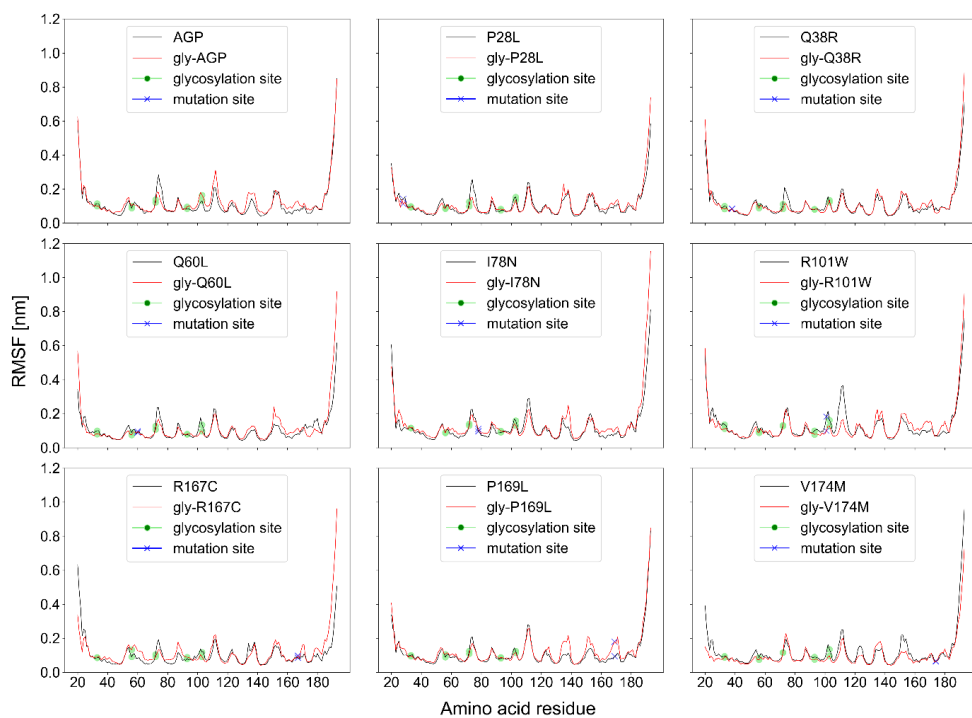 1.2
1.0
0.8
0.6
0.4
0.2
0.0
AGP
gly-AGP
glycosylation site
mutation site
P28L
gly-P28L
glycosylation site
mutation site
Q38R
gly-Q38R
glycosylation site
mutation site
RMSF [nm]
1.2
1.0
0.8
0.6
0.4
0.2
0.0
Q60L
gly-Q60L
glycosylation site
mutation site
I78N
gly-I78N
glycosylation site
mutation site
R101W
gly-R101W
glycosylation site
mutation site
1.2
1.0
0.8
0.6
0.4
0.2
0.0
R167C
gly-R167C
glycosylation site
mutation site
P169L
gly-P169L
glycosylation site
mutation site
V174M
gly-V174M
glycosylation site
mutation site
20 40 60 80 100 120 140 160 180
20 40 60 80 100 120 140 160 180
20 40 60 80 100 120 140 160 180
Amino acid residue